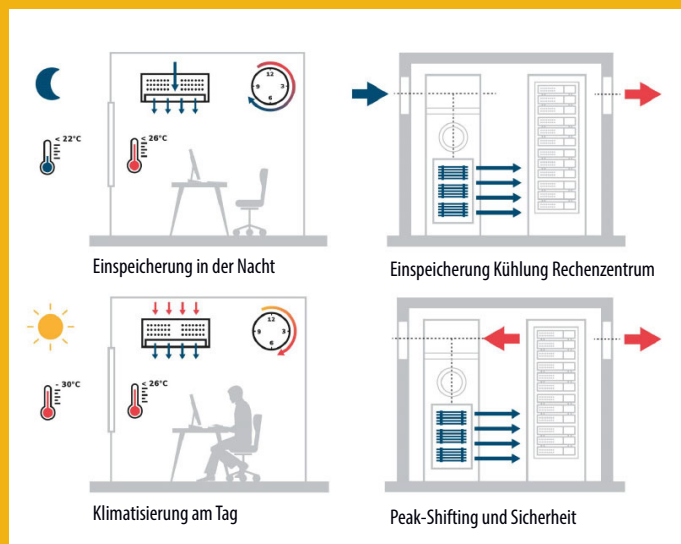 12
9
3
6
< 22°C
< 26°C
Einspeicherung in der Nacht
Einspeicherung Kühlung Rechenzentrum
12
9
3
6
~ 30°C
< 26°C
Klimatisierung am Tag
Peak-Shifting und Sicherheit